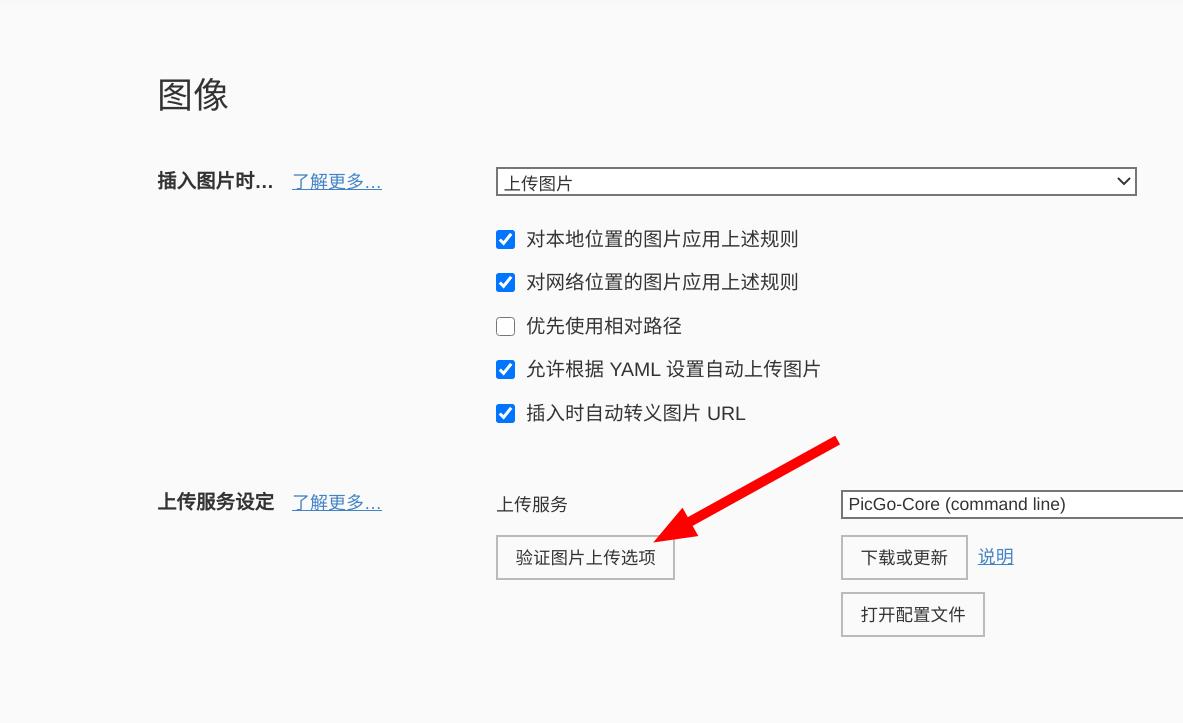 图像
插入图片时… 了解更多… 上传图片
对本地位置的图片应用上述规则
对网络位置的图片应用上述规则
优先使用相对路径
允许根据 YAML 设置自动上传图片
插入时自动转义图片 URL
上传服务设定 了解更多… 上传服务 PicGo-Core (command line)
验证图片上传选项 下载或更新 说明
打开配置文件